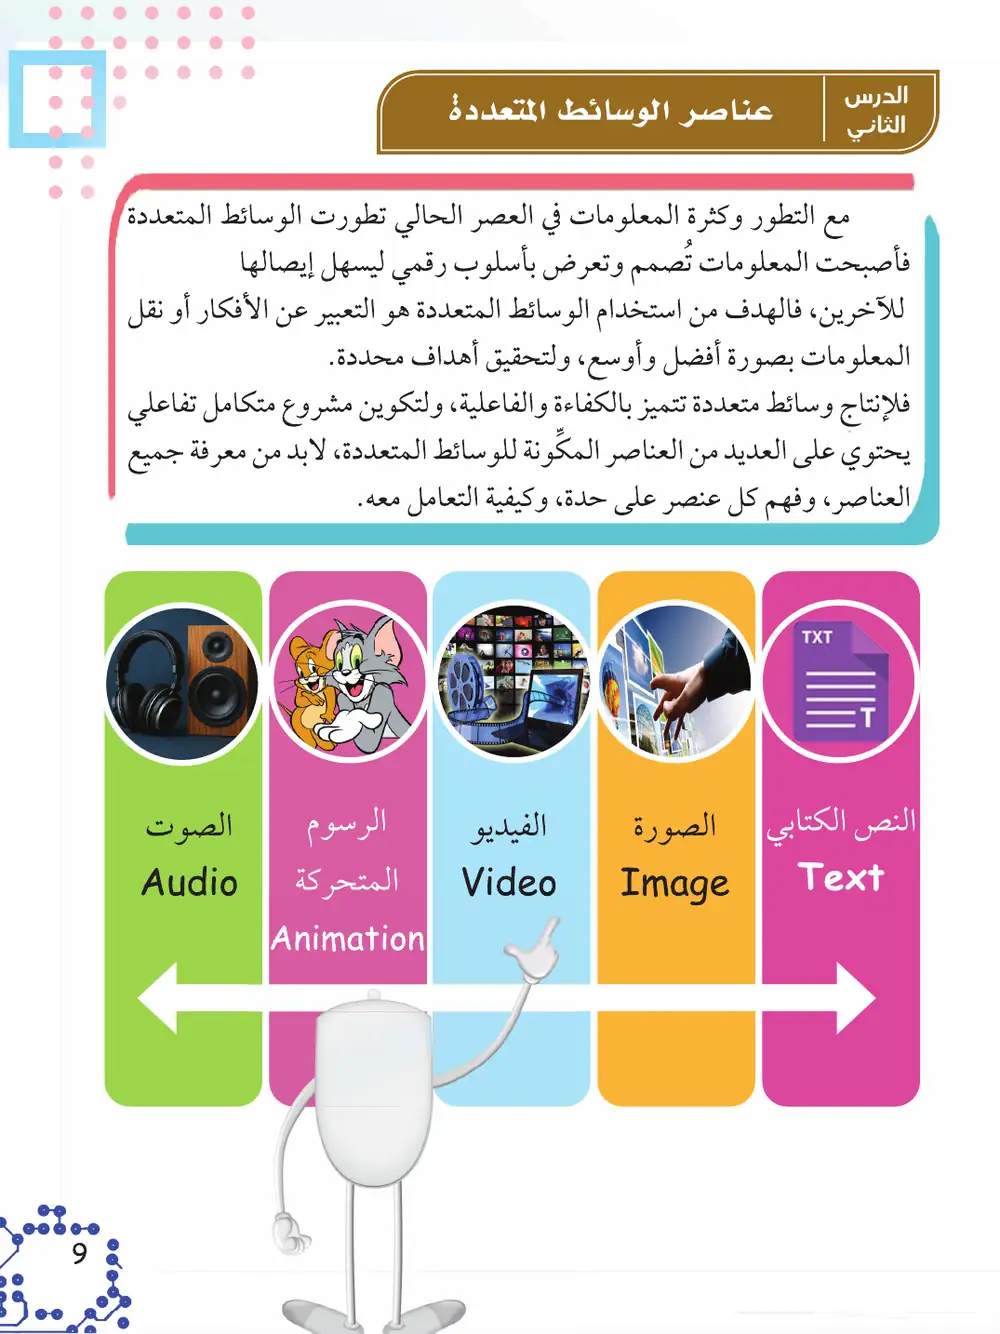 الدرس
الثاني
عناصر الوسائط المتعددة
مع التطور وكثرة المعلومات في العصر الحالي تطورت الوسائط المتعددة
فأصبحت المعلومات تُصمم وتعرض بأسلوب رقمي ليسهل إيصالها
للآخرين، فالهدف من استخدام الوسائط المتعددة هو التعبير عن الأفكار أو نقل
المعلومات بصورة أفضل وأوسع، ولتحقيق أهداف محددة.
فلإنتاج وسائط متعددة تتميز بالكفاءة والفاعلية، ولتكوين مشروع متكامل تفاعلي
يحتوي على العديد من العناصر المكِّونة للوسائط المتعددة، لابد من معرفة جميع
العناصر، وفهم كل عنصر على حدة، وكيفية التعامل معه.
TXT
T
النص الكتابي
Text
الصورة
Image
الفيديو
Video
الرسوم
المتحركة
Animation
الصوت
Audio
9